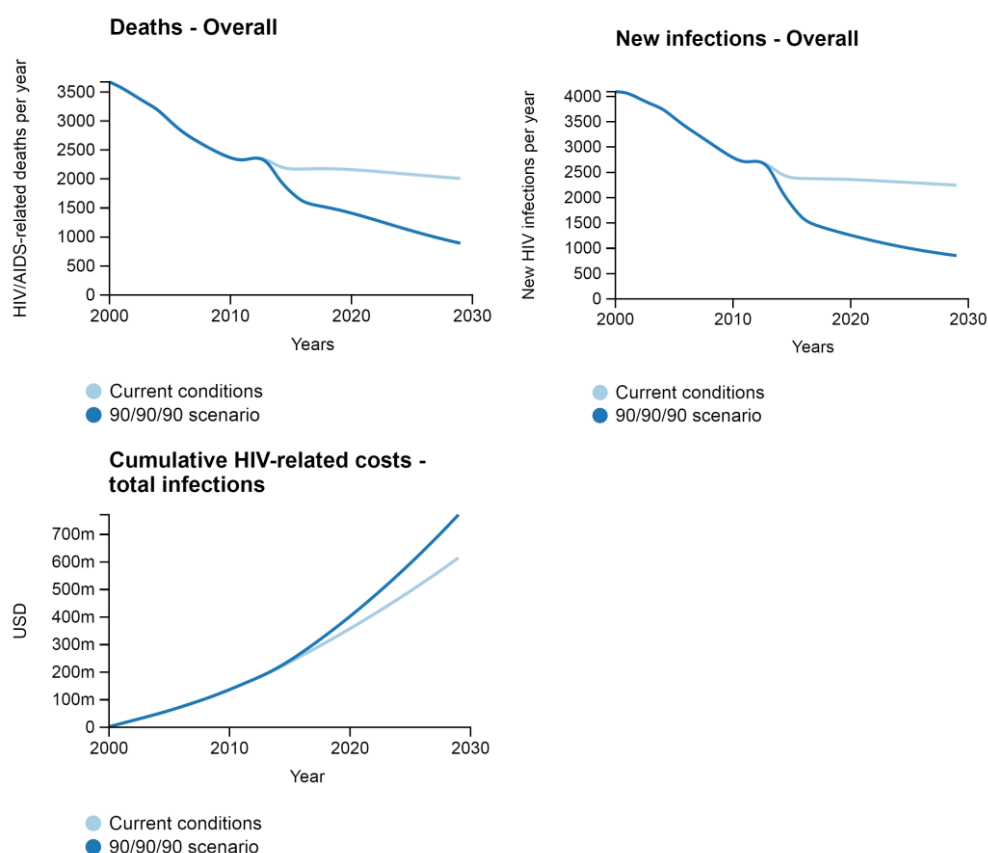 Deaths - Overall
HIV/AIDS-related deaths per year
3500
3000
2500
2000
1500
1000
500
0
2000
2010
2020
2030
Years
Current conditions
90/90/90 scenario
New infections - Overall
New HIV infections per year
4000
3500
3000
2500
2000
1500
1000
500
0
2000
2010
2020
2030
Years
Current conditions
90/90/90 scenario
Cumulative HIV-related costs -
total infections
USD
700m
600m
500m
400m
300m
200m
100m
0
2000
2010
2020
2030
Year
Current conditions
90/90/90 scenario